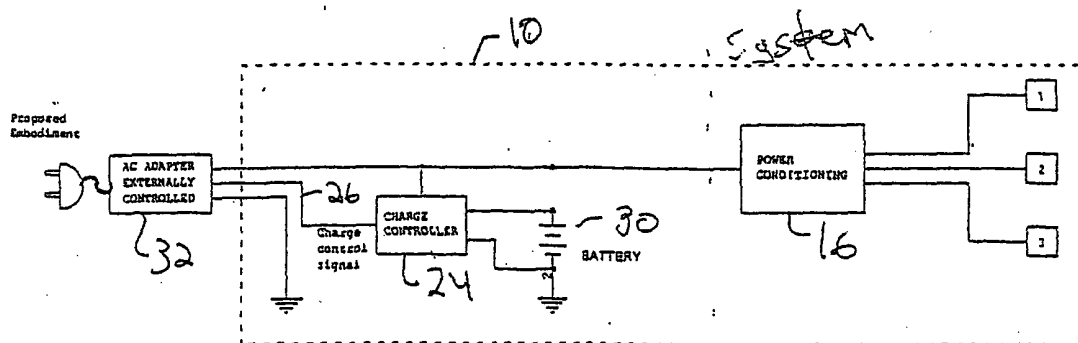 10
System
Proposed
Embodiment
AC ADAPTER
EXTERNALLY
CONTROLLED
32
26
Charge
control
signal
CHARGE
CONTROLLER
24
30
BATTERY
2
POWER
CONDITIONING
16
1
2
3